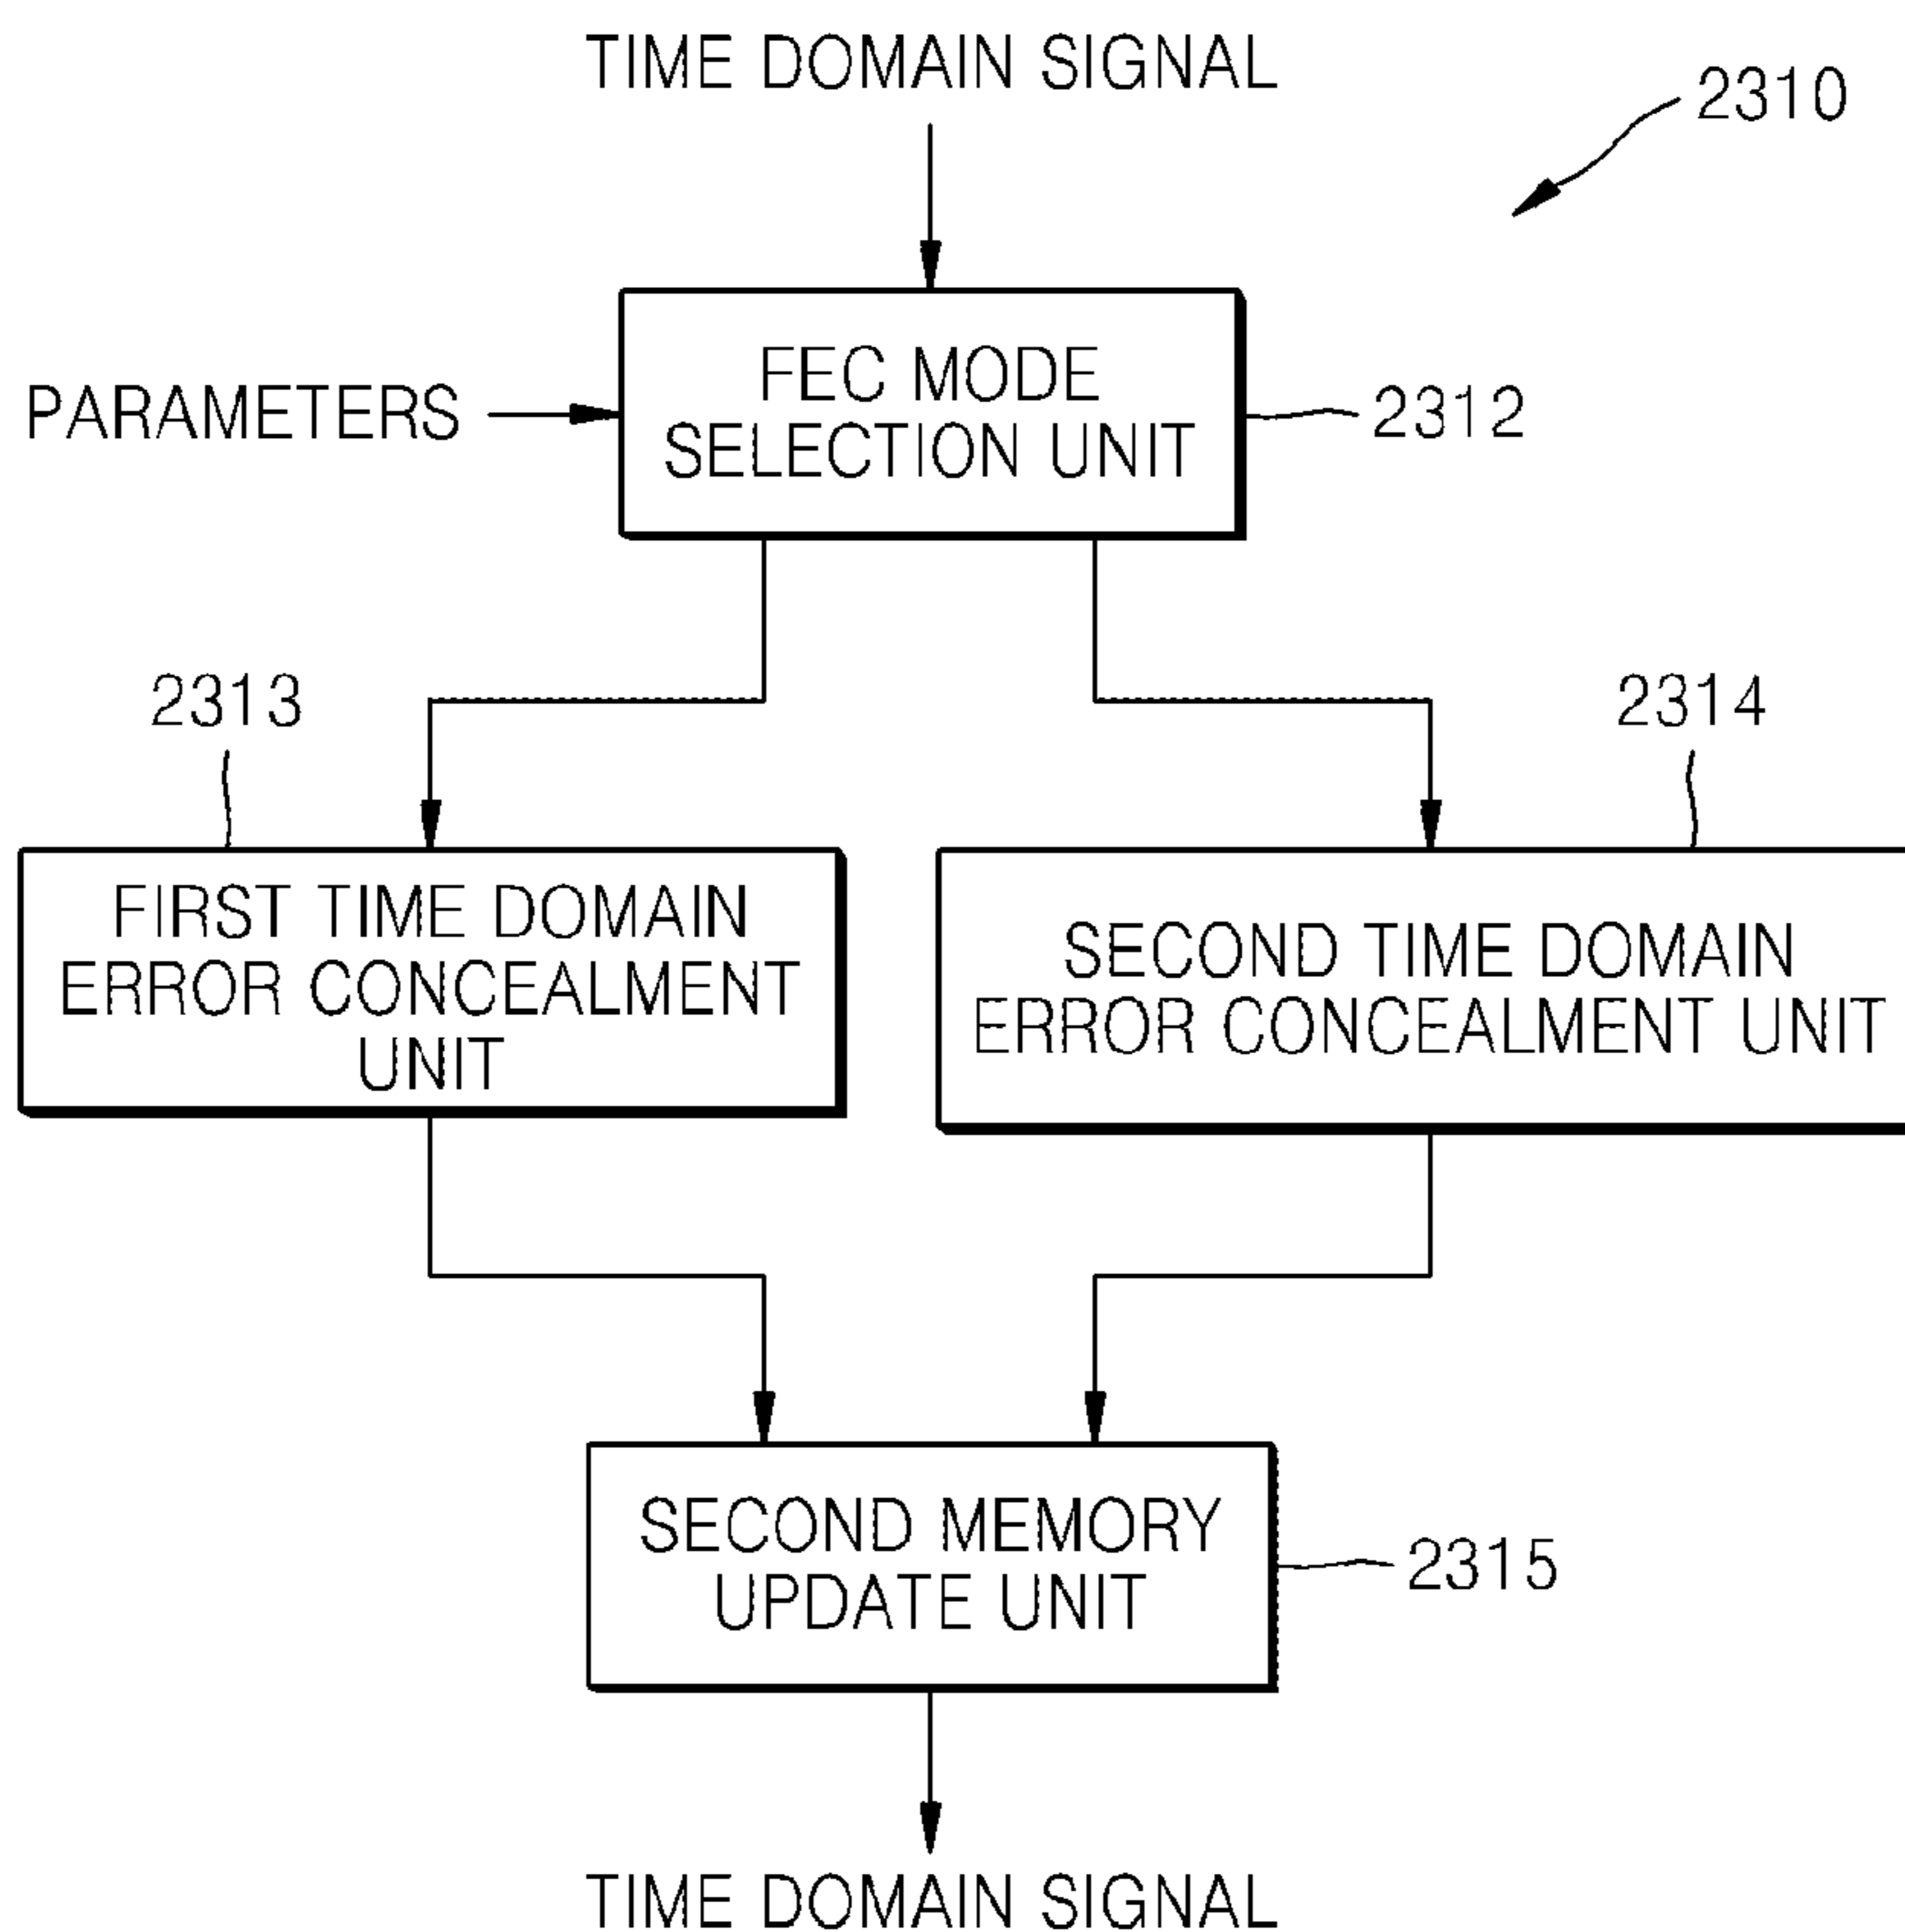 TIME DOMAIN SIGNAL
2310
FEC MODE
SELECTION UNIT
PARAMETERS
2312
2313
2314
FIRST TIME DOMAIN
ERROR CONCEALMENT
UNIT
SECOND TIME DOMAIN
ERROR CONCEALMENT UNIT
SECOND MEMORY
UPDATE UNIT
2315
TIME DOMAIN SIGNAL